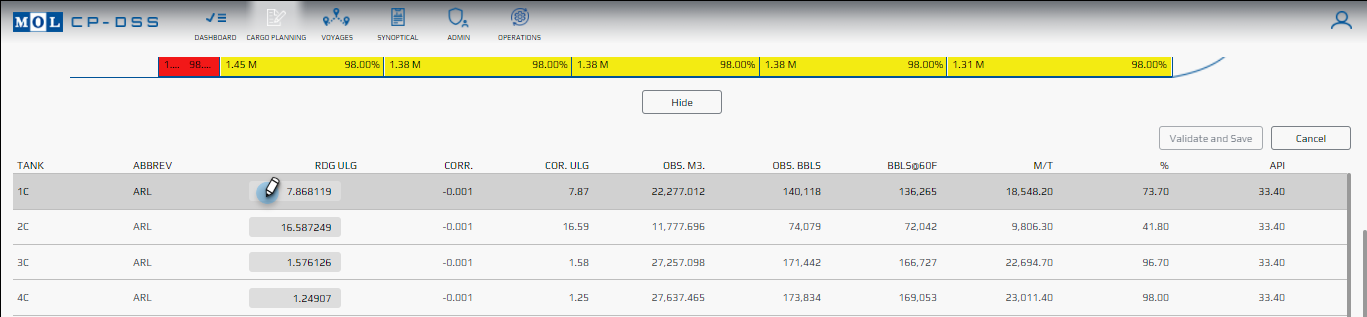 MOL CP-DSS
DASHBOARD CARGO PLANNING VOYAGES SYNOPTICAL ADMIN OPERATIONS
1.... 98.... 1.45 M 98.00% 1.38 M 98.00% 1.38 M 98.00% 1.38 M 98.00% 1.31 M 98.00%
Hide
Validate and Save Cancel
TANK ABBREV RDG ULG CORR. COR. ULG OBS. M3. OBS. BBLS BBLS@60F M/T % API
1C ARL 7.868119 -0.001 7.87 22,277.012 140,118 136,265 18,548.20 73.70 33.40
2C ARL 16.587249 -0.001 16.59 11,777.696 74,079 72,042 9,806.30 41.80 33.40
3C ARL 1.576126 -0.001 1.58 27,257.098 171,442 166,727 22,694.70 96.70 33.40
4C ARL 1.24907 -0.001 1.25 27,637.465 173,834 169,053 23,011.40 98.00 33.40